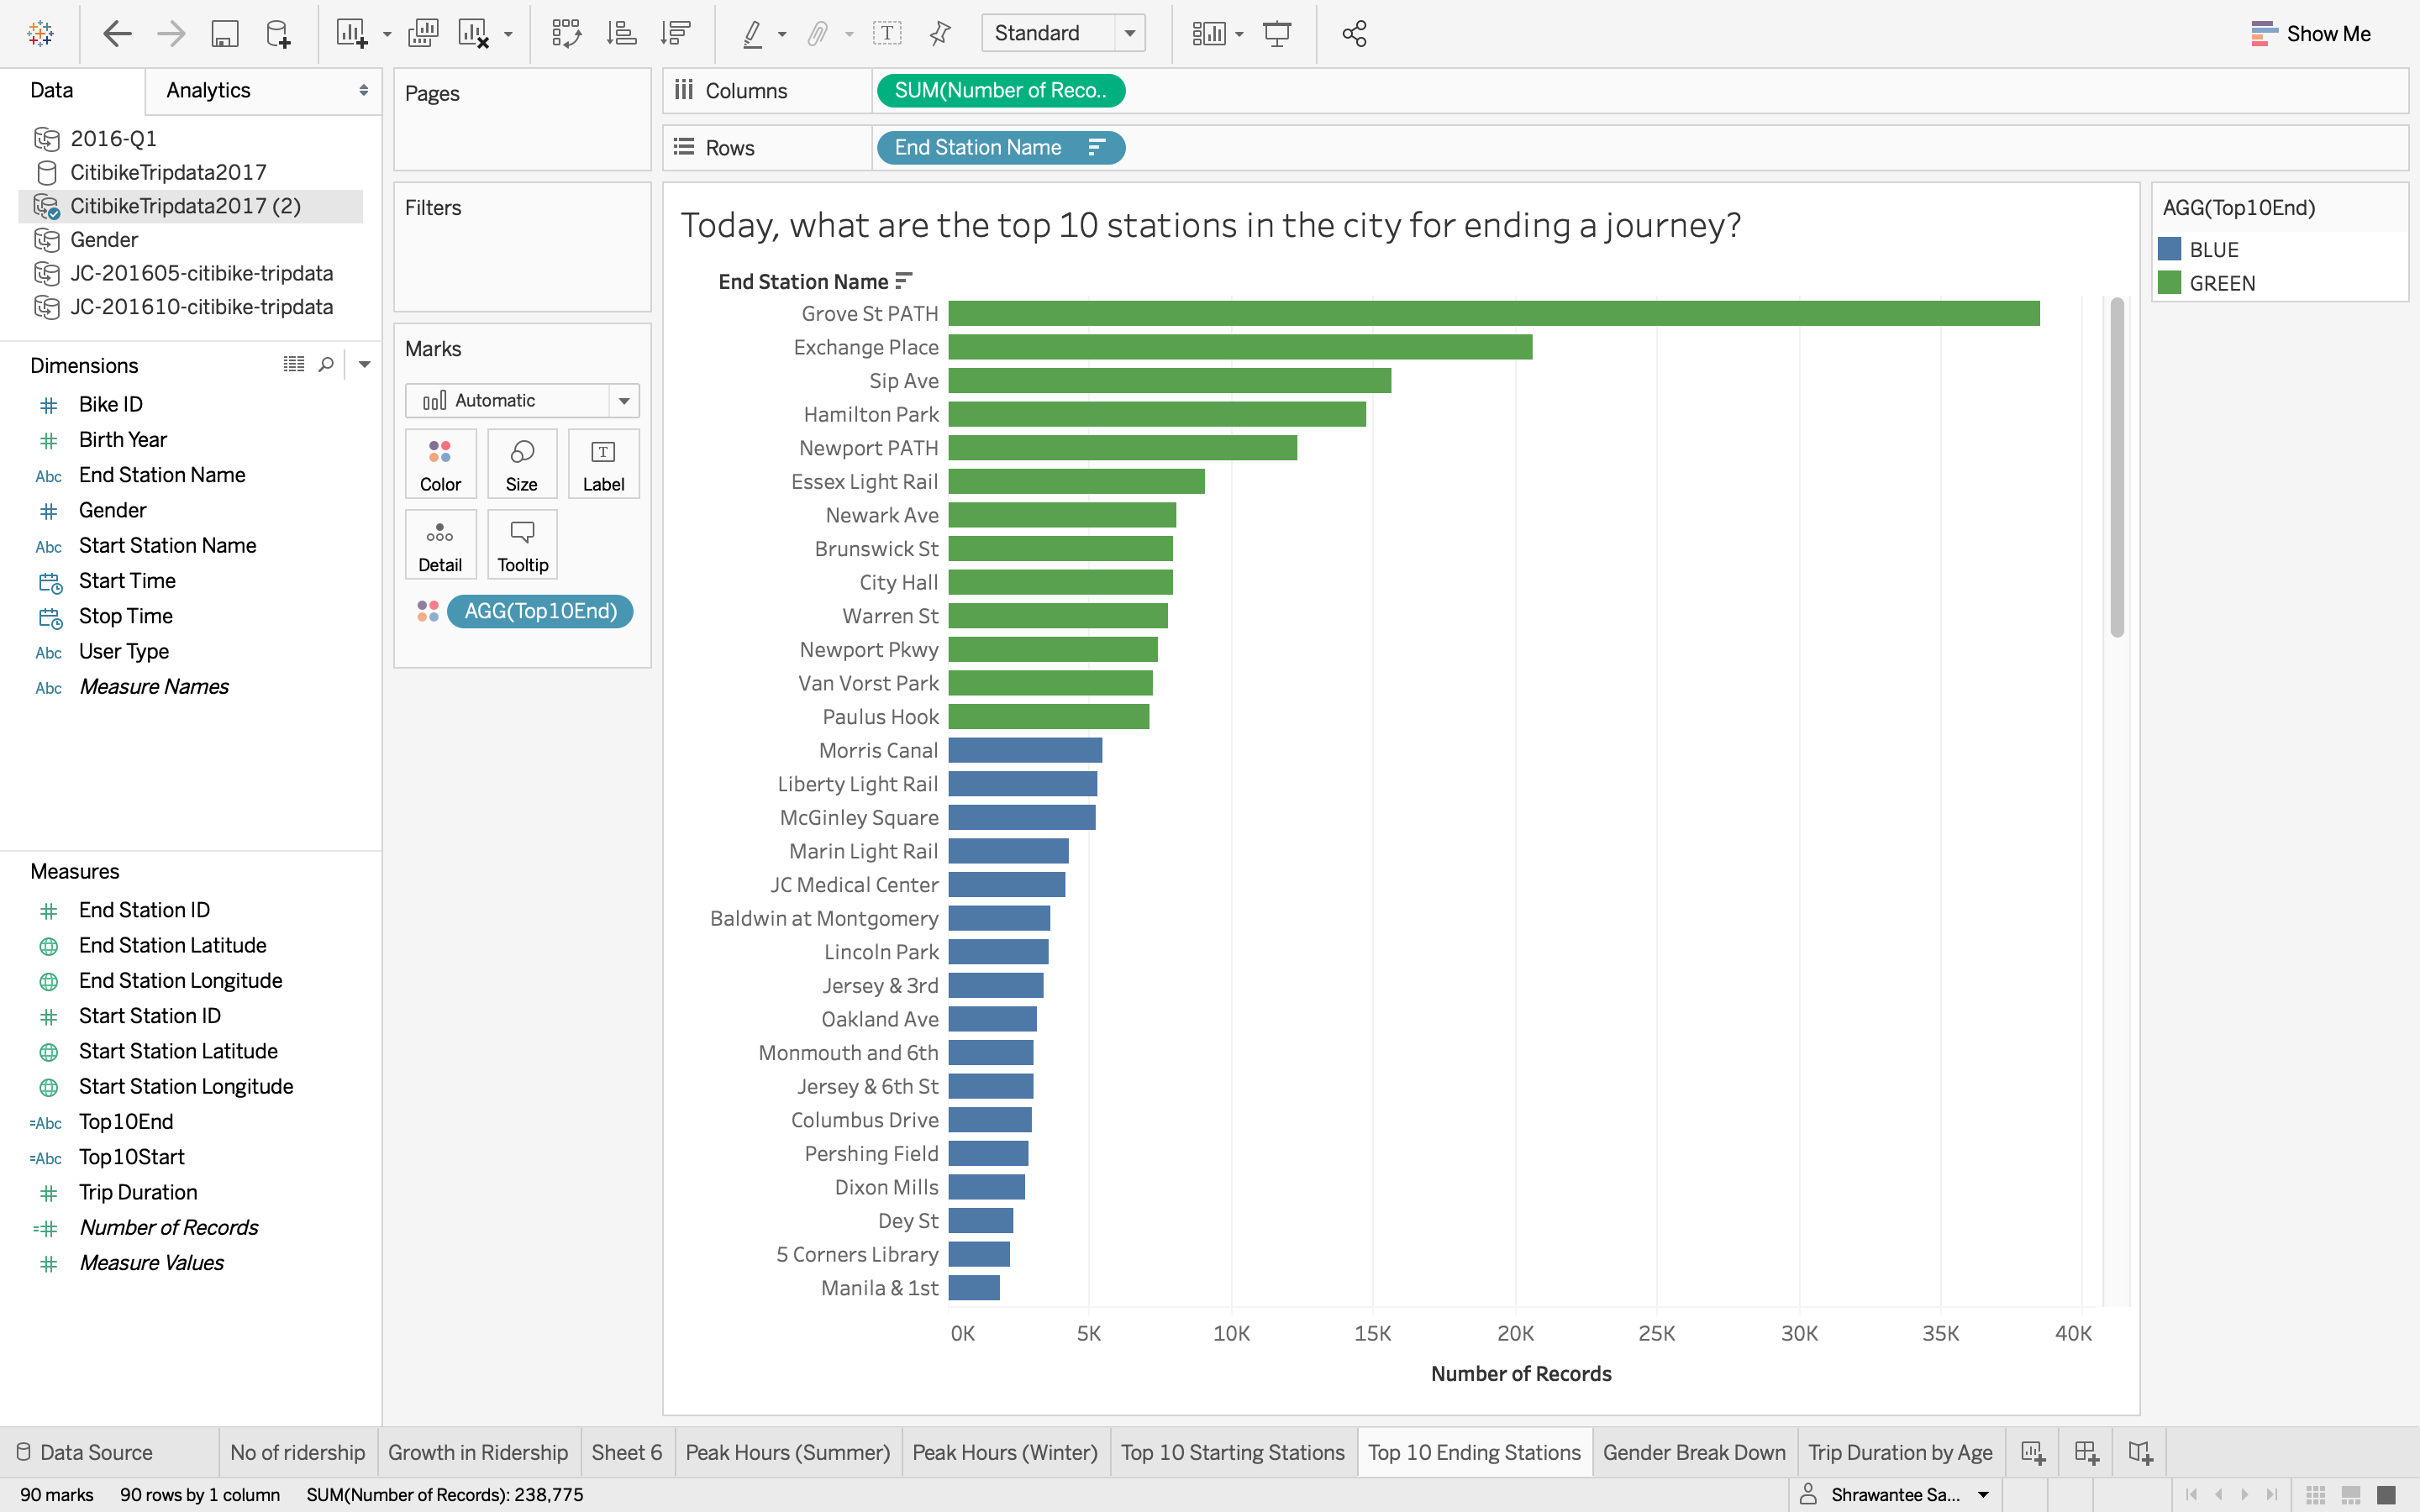 Standard
Show Me
Data
Analytics
2016-Q1
CitibikeTripdata2017
CitibikeTripdata2017 (2)
Gender
JC-201605-citibike-tripdata
JC-201610-citibike-tripdata
Dimensions
Bike ID
Birth Year
Abc End Station Name
Gender
Abc Start Station Name
Start Time
Stop Time
Abc User Type
Abc Measure Names
Measures
End Station ID
End Station Latitude
End Station Longitude
Start Station ID
Start Station Latitude
Start Station Longitude
=Abc Top10End
=Abc Top10Start
Trip Duration
Number of Records
Measure Values
Pages
Filters
Marks
Automatic
Color
Size
T
Label
Detail
Tooltip
AGG(Top10End)
Columns
SUM(Number of Reco..
Rows
End Station Name
Today, what are the top 10 stations in the city for ending a journey?
End Station Name
Grove St PATH
Exchange Place
Sip Ave
Hamilton Park
Newport PATH
Essex Light Rail
Newark Ave
Brunswick St
City Hall
Warren St
Newport Pkwy
Van Vorst Park
Paulus Hook
Morris Canal
Liberty Light Rail
McGinley Square
Marin Light Rail
JC Medical Center
Baldwin at Montgomery
Lincoln Park
Jersey & 3rd
Oakland Ave
Monmouth and 6th
Jersey & 6th St
Columbus Drive
Pershing Field
Dixon Mills
Dey St
5 Corners Library
Manila & 1st
0K 5K 10K 15K 20K 25K 30K 35K 40K
Number of Records
AGG(Top10End)
BLUE
GREEN
Data Source
No of ridership
Growth in Ridership
Sheet 6
Peak Hours (Summer)
Peak Hours (Winter)
Top 10 Starting Stations
Top 10 Ending Stations
Gender Break Down
Trip Duration by Age
90 marks
90 rows by 1 column
SUM(Number of Records): 238,775
Shrawantee Sa...